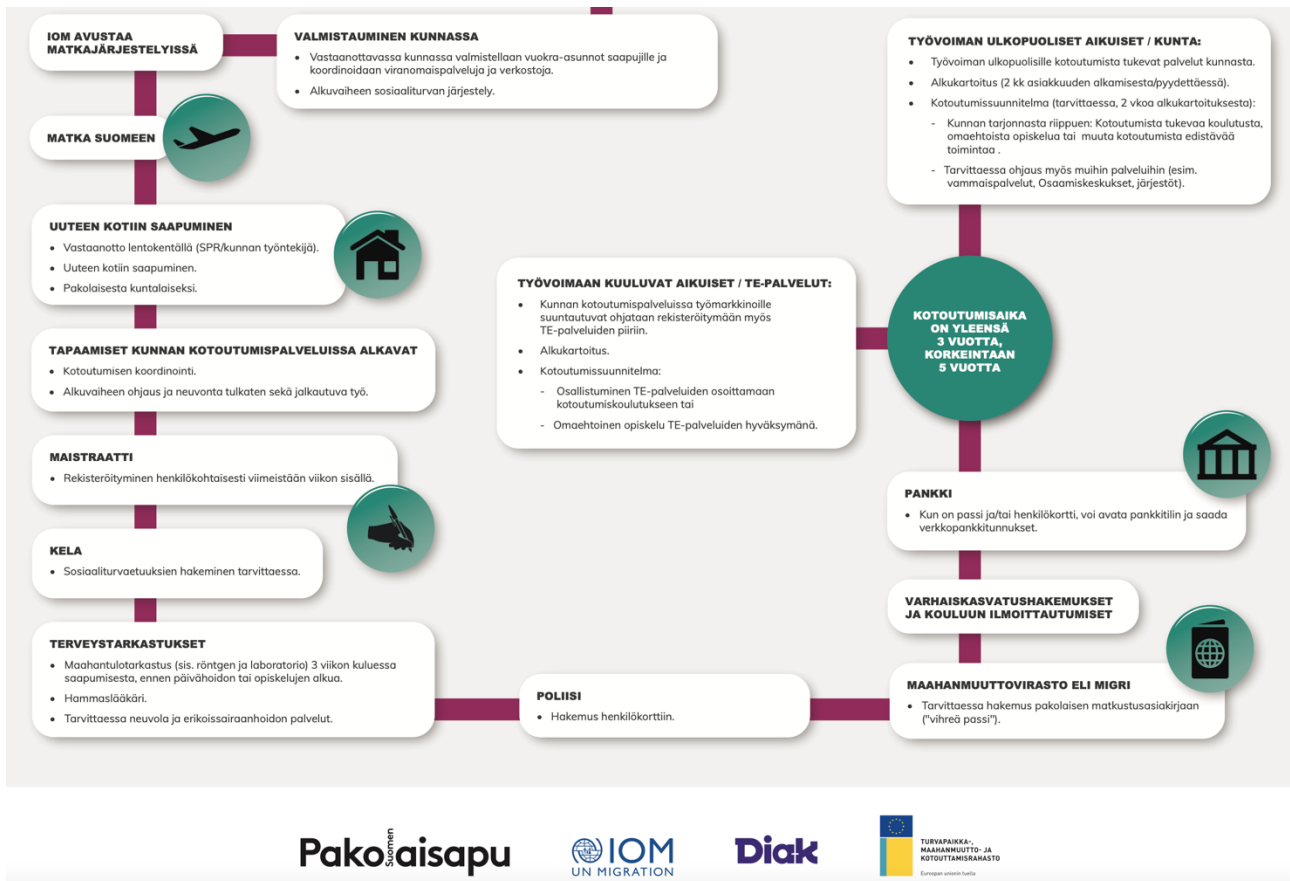 IOM AVUSTAA
MATKAJÄRJESTELYISSÄ
VALMISTAUMINEN KUNNASSA
• Vastaanottavassa kunnassa valmistellaan vuokra-asunnot saapujille ja
koordinoidaan viranomaispalveluja ja verkostoja.
• Alkuvaiheen sosiaaliturvan järjestely.
MATKA SUOMEEN
UUTEEN KOTIIN SAAPUMINEN
• Vastaanotto lentokentällä (SPR/kunnan työntekijä).
• Uuteen kotiin saapuminen.
• Pakolaisesta kuntalaiseksi.
TAPAAMISET KUNNAN KOTOUTUMISPALVELUISSA ALKAVAT
• Kotoutumisen koordinointi.
• Alkuvaiheen ohjaus ja neuvonta tulkaten sekä jalkautuva työ.
MAISTRAATTI
• Rekisteröityminen henkilökohtaisesti viimeistään viikon sisällä.
KELA
• Sosiaaliturvaetuuksien hakeminen tarvittaessa.
TERVEYSTARKASTUKSET
• Maahantulotarkastus (sis. röntgen ja laboratorio) 3 viikon kuluessa
saapumisesta, ennen päivähoidon tai opiskelujen alkua.
• Hammaslääkäri.
• Tarvittaessa neuvola ja erikoissairaanhoidon palvelut.
POLIISI
• Hakemus henkilökorttiin.
MAAHANMUUTTOVIRASTO ELI MIGRI
• Tarvittaessa hakemus pakolaisen matkustusasiakirjaan
("vihreä passi").
VARHAISKASVATUSHAKEMUKSET
JA KOULUUN ILMOITTAUTUMISET
PANKKI
• Kun on passi ja/tai henkilökortti, voi avata pankkitilin ja saada
verkkopankkitunnukset.
KOTOUTUMISAIKA
ON YLEENSÄ
3 VUOTTA,
KORKEINTAAN
5 VUOTTA
TYÖVOIMAAN KUULUVAT AIKUISET / TE-PALVELUT:
• Kunnan kotoutumispalveluissa työmarkkinoille
suuntautuvat ohjataan rekisteröitymään myös
TE-palveluiden piiriin.
• Alkukartoitus.
• Kotoutumissuunnitelma:
- Osallistuminen TE-palveluiden osoittamaan
kotoutumiskoulutukseen tai
- Omaehtoinen opiskelu TE-palveluiden hyväksymänä.
TYÖVOIMAN ULKOPUOLISET AIKUISET / KUNTA:
• Työvoiman ulkopuolisille kotoutumista tukevat palvelut kunnasta.
• Alkukartoitus (2 kk asiakkuuden alkamisesta/pyydettäessä).
• Kotoutumissuunnitelma (tarvittaessa, 2 vkoa alkukartoituksesta):
- Kunnan tarjonnasta riippuen: Kotoutumista tukevaa koulutusta,
omaehtoista opiskelua tai muuta kotoutumista edistävää
toimintaa .
- Tarvittaessa ohjaus myös muihin palveluihin (esim.
vammaispalvelut, Osaamiskeskukset, järjestöt).
Suomen
Pakolaisapu
IOM
UN MIGRATION
Diak
TURVAPAIKKA-,
MAAHANMUUTTO- JA
KOTOUTTAMISRAHASTO
Euroopan unionin tuella